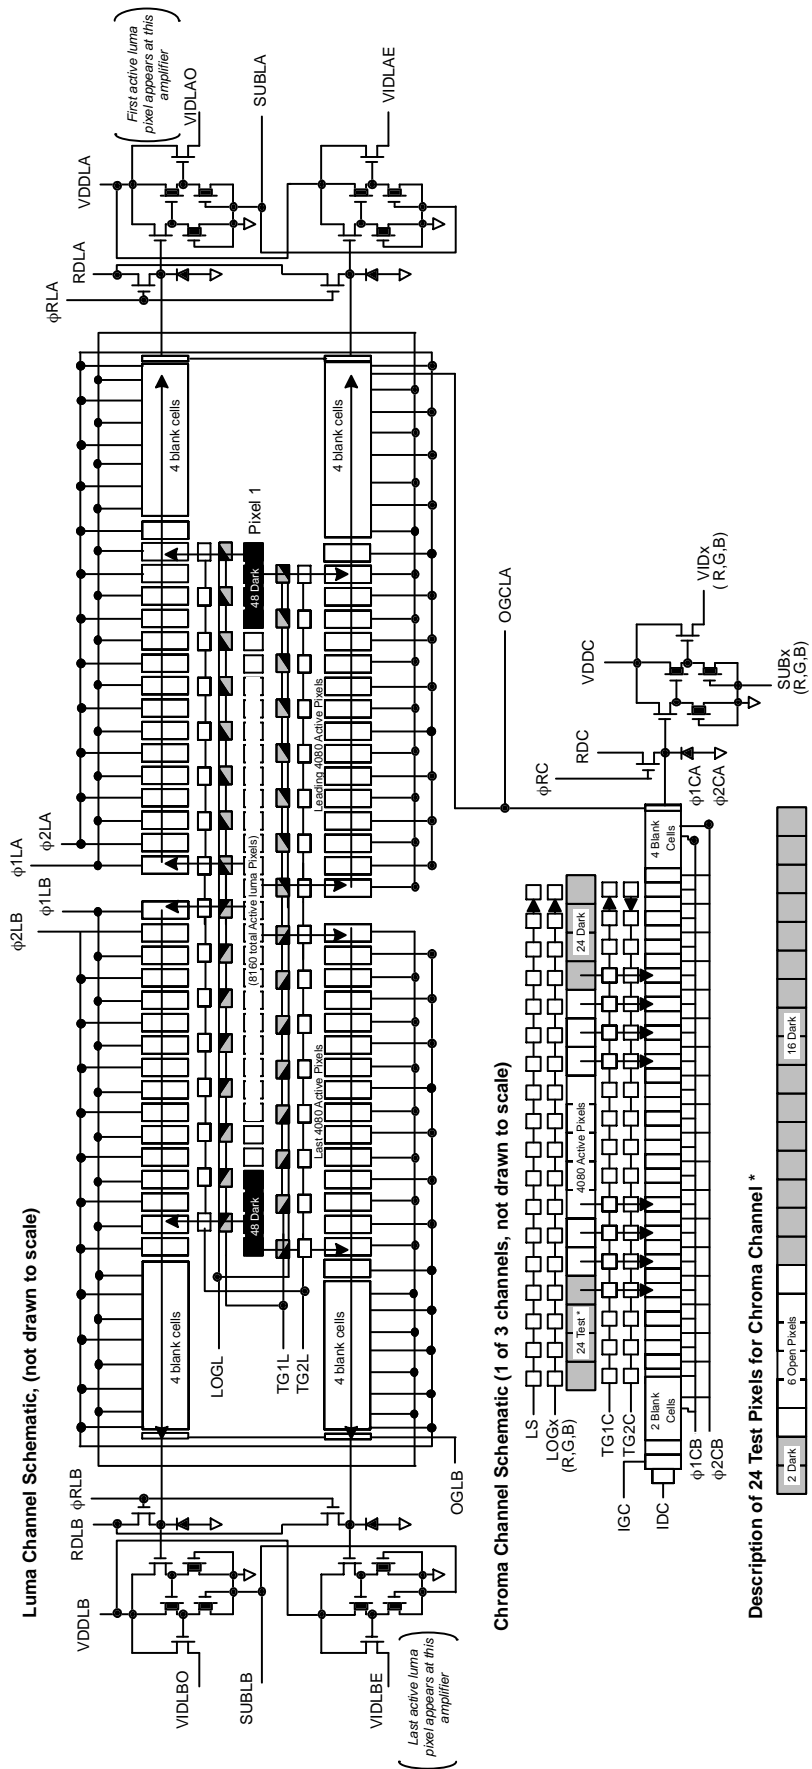 Luma Channel Schematic, (not drawn to scale)
φ2LB
φ1LB
φ1LA
φ2LA
φRLA
RDLA
VDDLA
First active luma
pixel appears at this
amplifier
VIDLAO
SUBLA
VIDLAE
VDDLB
RDLB
φRLB
VIDLBO
SUBLB
VIDLBE
Last active luma
pixel appears at this
amplifier
4 blank cells
4 blank cells
48 Dark
(8160 total Active luma Pixels)
48 Dark
Pixel 1
Last 4080 Active Pixels
Leading 4080 Active Pixels
4 blank cells
4 blank cells
LOGL
TG1L
TG2L
OGLB
OGCLA
Chroma Channel Schematic (1 of 3 channels, not drawn to scale)
LS
LOGx
(R,G,B)
24 Test *
4080 Active Pixels
24 Dark
TG1C
TG2C
IGC
IDC
2 Blank
Cells
4 Blank
Cells
φ1CB
φ2CB
φ1CA
φ2CA
φRC
RDC
VDDC
VIDx
( R,G,B)
SUBx
(R,G,B)
Description of 24 Test Pixels for Chroma Channel *
2 Dark
6 Open Pixels
16 Dark